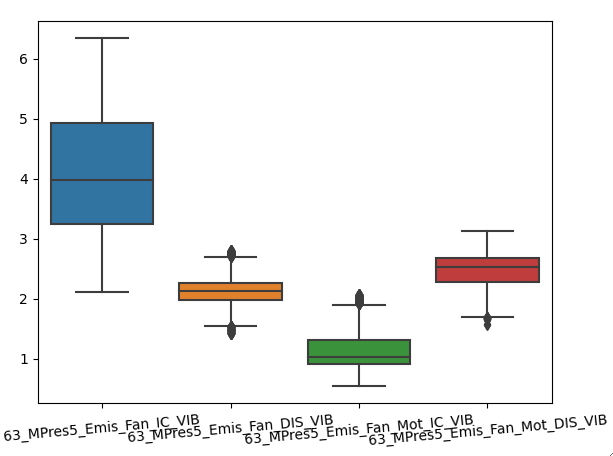 6
5
4
3
2
1
63_MPres5_Emis_Fan_IC_VIB
63_MPres5_Emis_Fan_DIS_VIB
63_MPres5_Emis_Fan_Mot_IC_VIB
63_MPres5_Emis_Fan_Mot_DIS_VIB